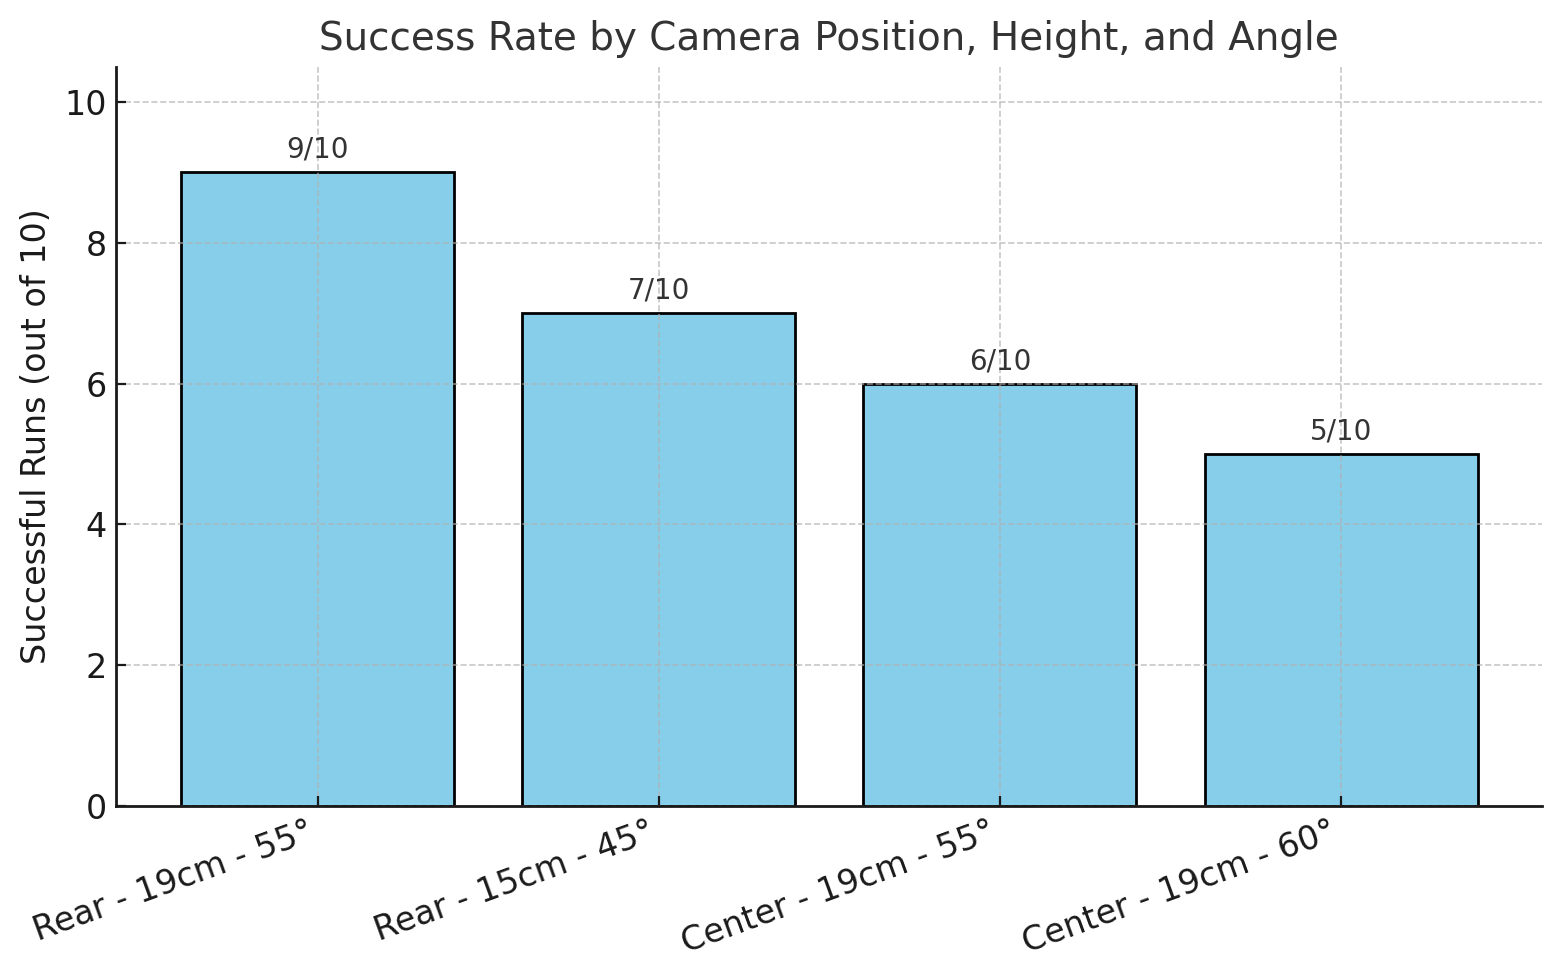 Success Rate by Camera Position, Height, and Angle
Successful Runs (out of 10)
10
8
6
4
2
0
9/10
7/10
6/10
5/10
Rear - 19cm - 55°
Rear - 15cm - 45°
Center - 19cm - 55°
Center - 19cm - 60°